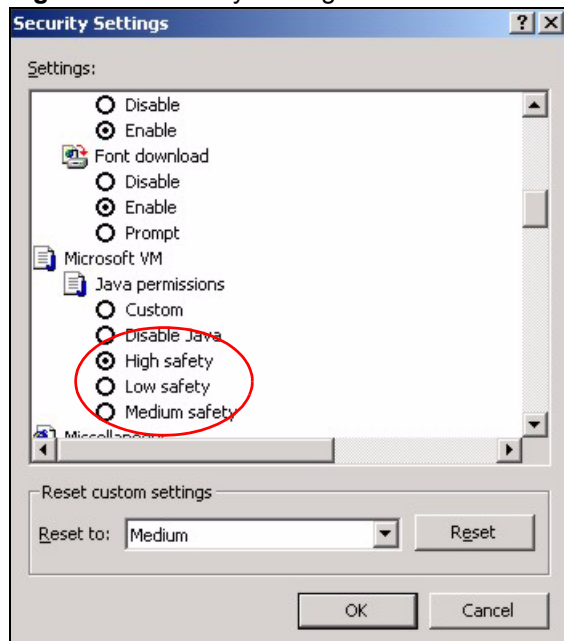 Security Settings
Settings:
Disable
Enable
Font download
Disable
Enable
Prompt
Microsoft VM
Java permissions
Custom
Disable Java
High safety
Low safety
Medium safety
Reset custom settings
Reset to: Medium Reset
OK Cancel